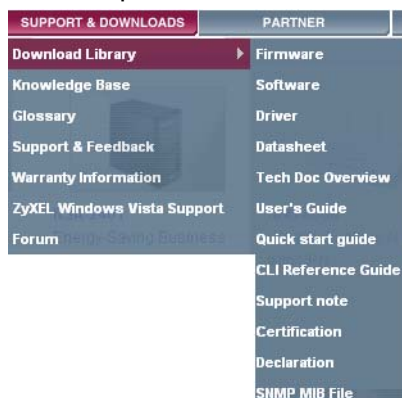 SUPPORT & DOWNLOADS
PARTNER
Download Library
Knowledge Base
Glossary
Support & Feedback
Warranty Information
ZyXEL Windows Vista Support
Forum
Energy-Saving Business
Firmware
Software
Driver
Datasheet
Tech Doc Overview
User's Guide
Quick start guide
CLI Reference Guide
Support note
Certification
Declaration
SNMP MIB File